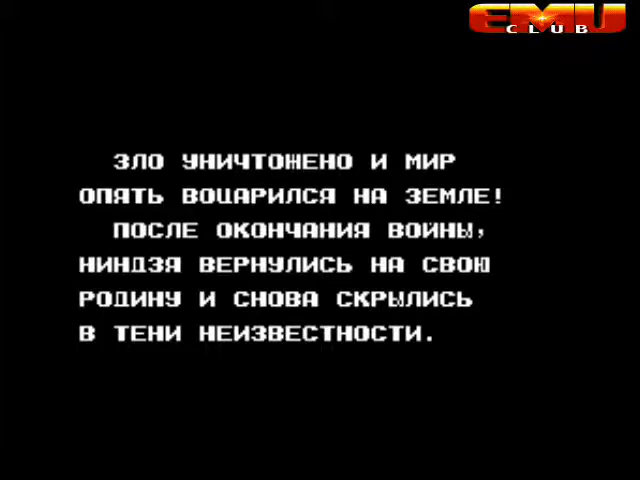 EMU
CLUB
ЗЛО УНИЧТОЖЕНО И МИР
ОПЯТЬ ВОЦАРИЛСЯ НА ЗЕМЛЕ!
ПОСЛЕ ОКОНЧАНИЯ ВОЙНЫ,
НИНДЗЯ ВЕРНУЛИСЬ НА СВОЮ
РОДИНУ И СНОВА СКРЫЛИСЬ
В ТЕНИ НЕИЗВЕСТНОСТИ.